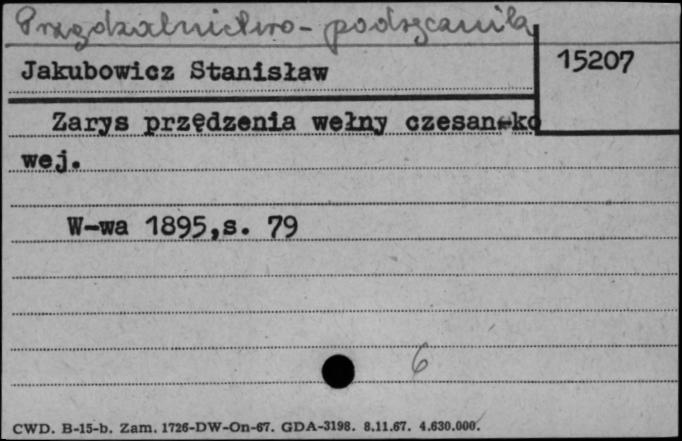 Przędzalnictwo - podręczniki
Jakubowicz Stanisław
15207
Zarys przędzenia wełny czesanko
wej.
W-wa 1895,s. 79
6
CWD. B-15-b. Zam. 1726-DW-On-67. GDA-3198. 8.11.67. 4.630.000.